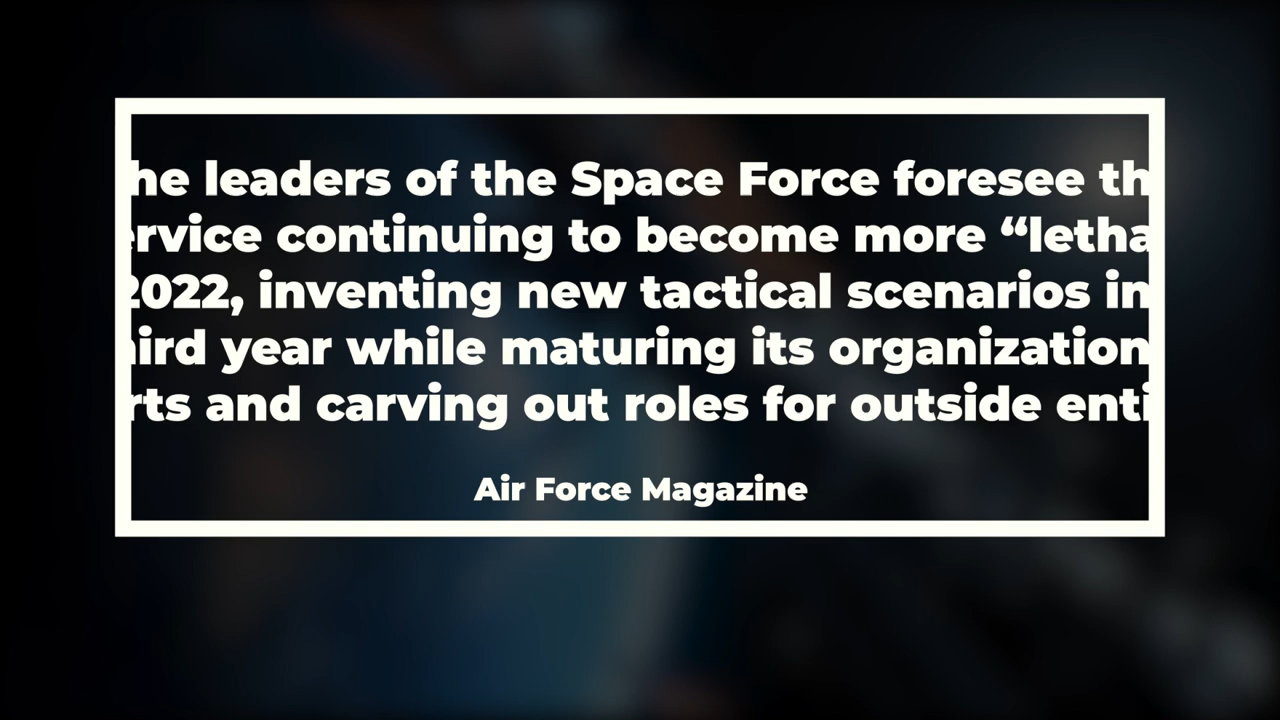 he leaders of the Space Force foresee th
ervice continuing to become more “letha
2022, inventing new tactical scenarios in
hird year while maturing its organization
rts and carving out roles for outside enti
Air Force Magazine